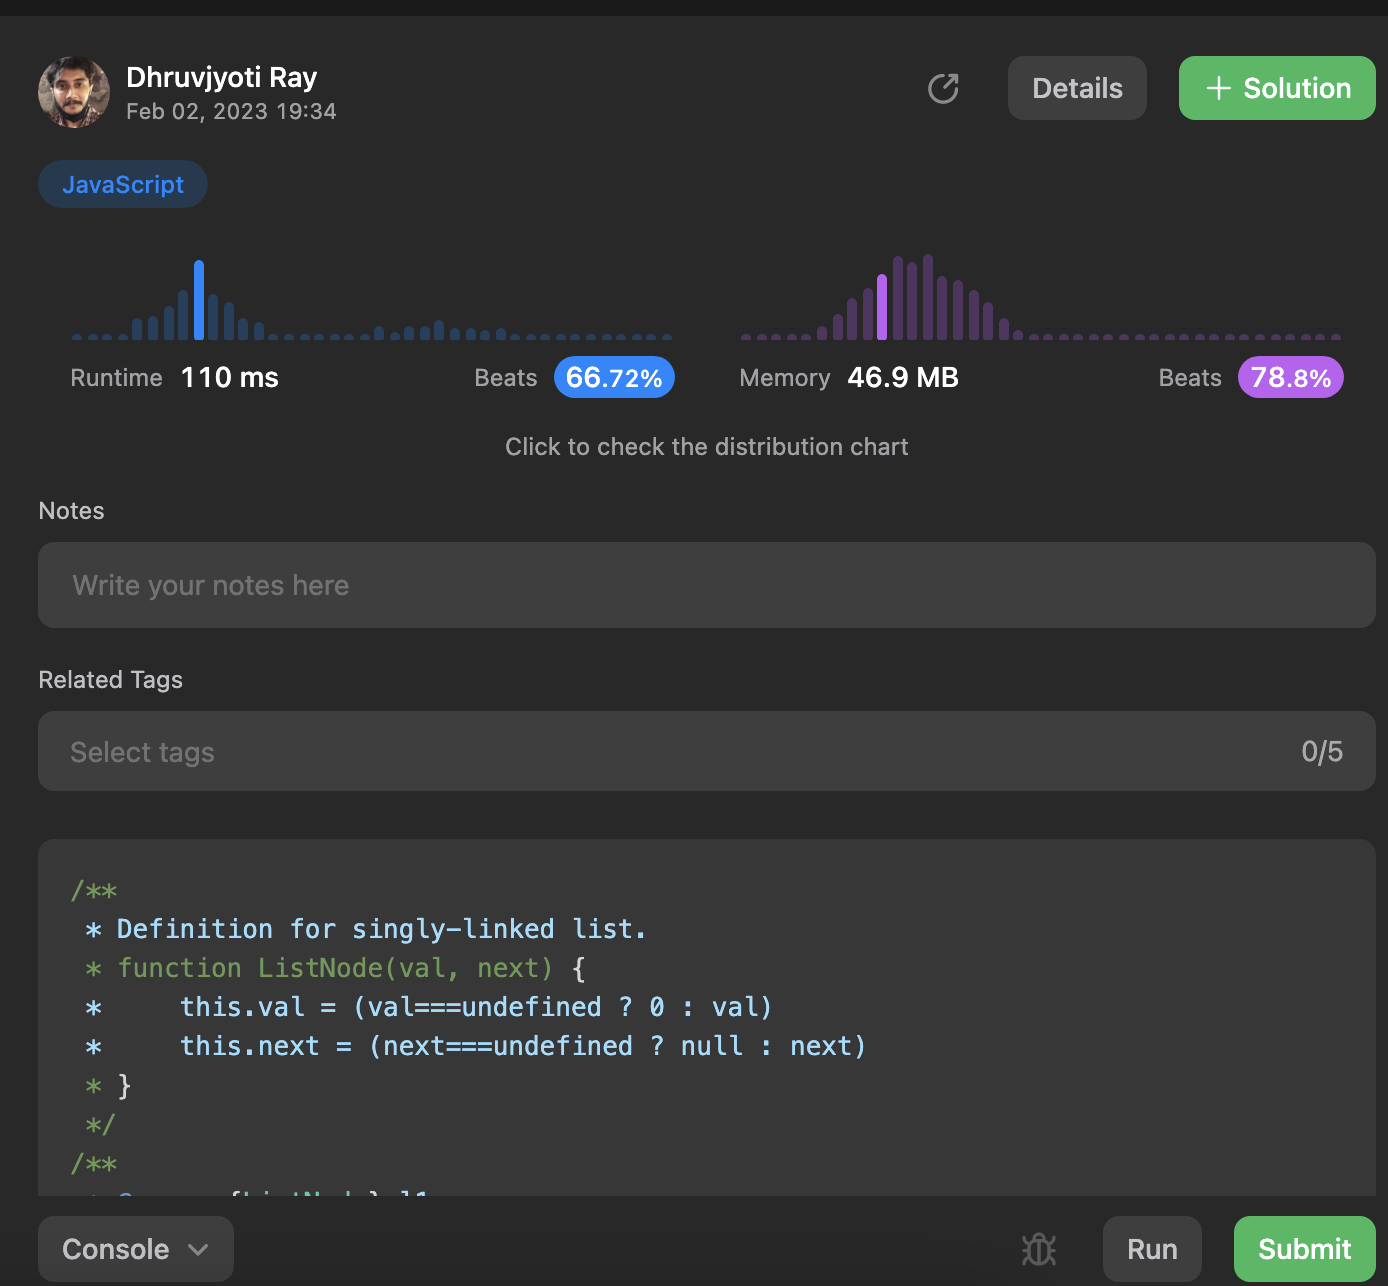 Dhruvjyoti Ray
Feb 02, 2023 19:34
Details
+ Solution
JavaScript
Runtime 110 ms
Beats 66.72%
Memory 46.9 MB
Beats 78.8%
Click to check the distribution chart
Notes
Write your notes here
Related Tags
Select tags
0/5
/**
 * Definition for singly-linked list.
 * function ListNode(val, next) {
 *     this.val = (val===undefined ? 0 : val)
 *     this.next = (next===undefined ? null : next)
 * }
 */
/**
Console
Run
Submit